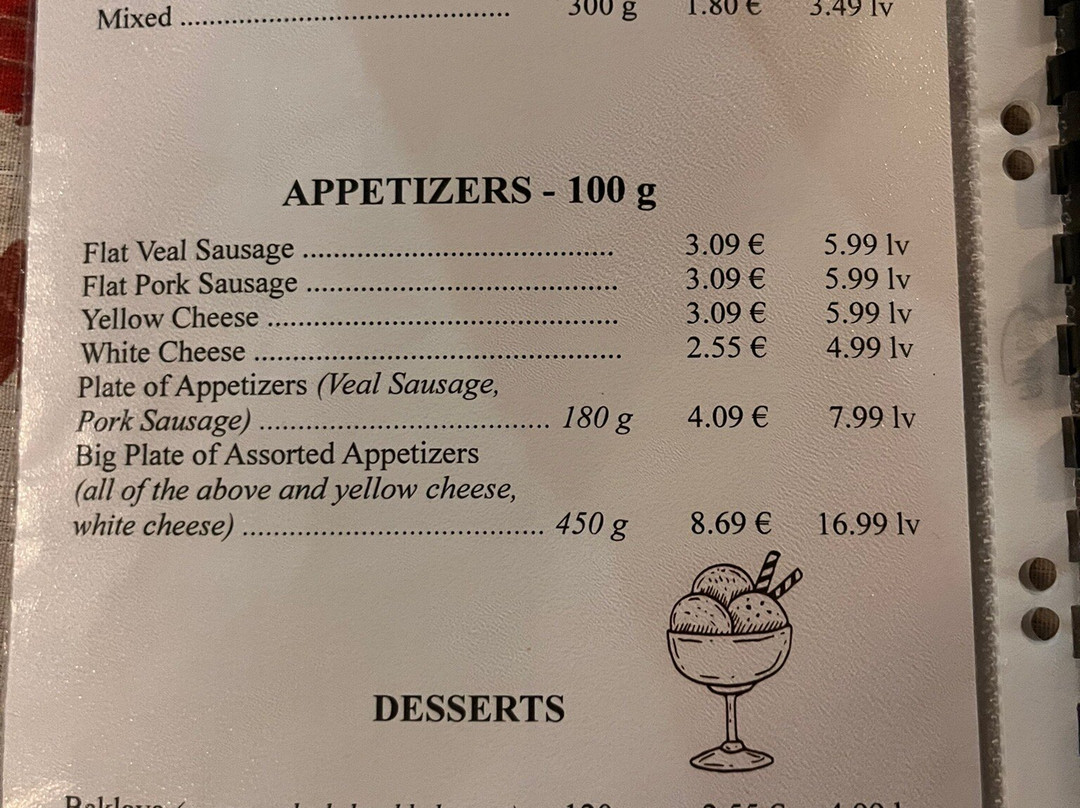 Mixed .......................................... 300 g 1.80 € 3.49 lv
APPETIZERS - 100 g
Flat Veal Sausage ........................................ 3.09 € 5.99 lv
Flat Pork Sausage ........................................ 3.09 € 5.99 lv
Yellow Cheese ............................................. 3.09 € 5.99 lv
White Cheese ............................................... 2.55 € 4.99 lv
Plate of Appetizers (Veal Sausage,
Pork Sausage) ...................................... 180 g 4.09 € 7.99 lv
Big Plate of Assorted Appetizers
(all of the above and yellow cheese,
white cheese) ....................................... 450 g 8.69 € 16.99 lv
DESSERTS